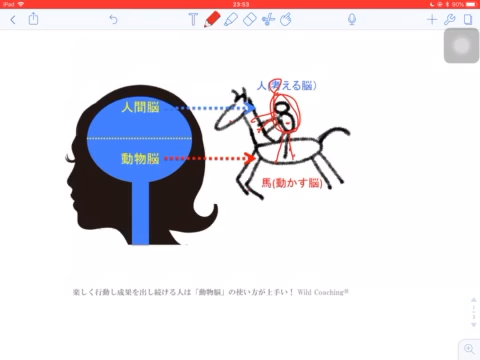 iPad
23:53
80%
人(考える脳)
人間脳
動物脳
馬(動かす脳)
楽しく行動し成果を出し続ける人は「動物脳」の使い方が上手い! Wild Coaching®